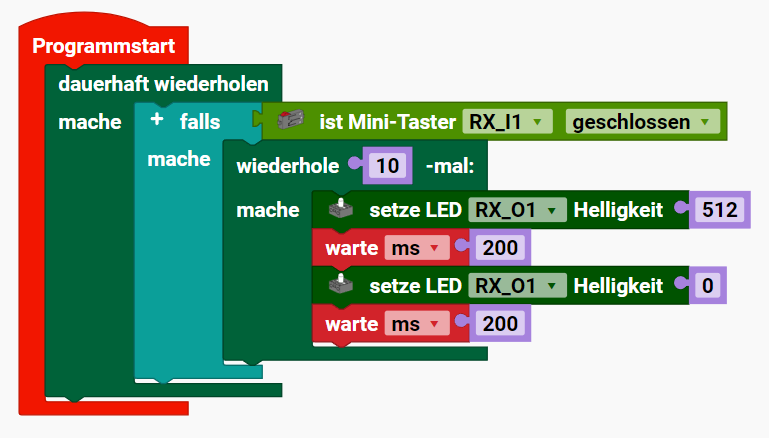 Programmstart
dauerhaft wiederholen
mache + falls ist Mini-Taster RX_I1 geschlossen
mache wiederhole 10 -mal:
mache setze LED RX_O1 Helligkeit 512
warte ms 200
setze LED RX_O1 Helligkeit 0
warte ms 200